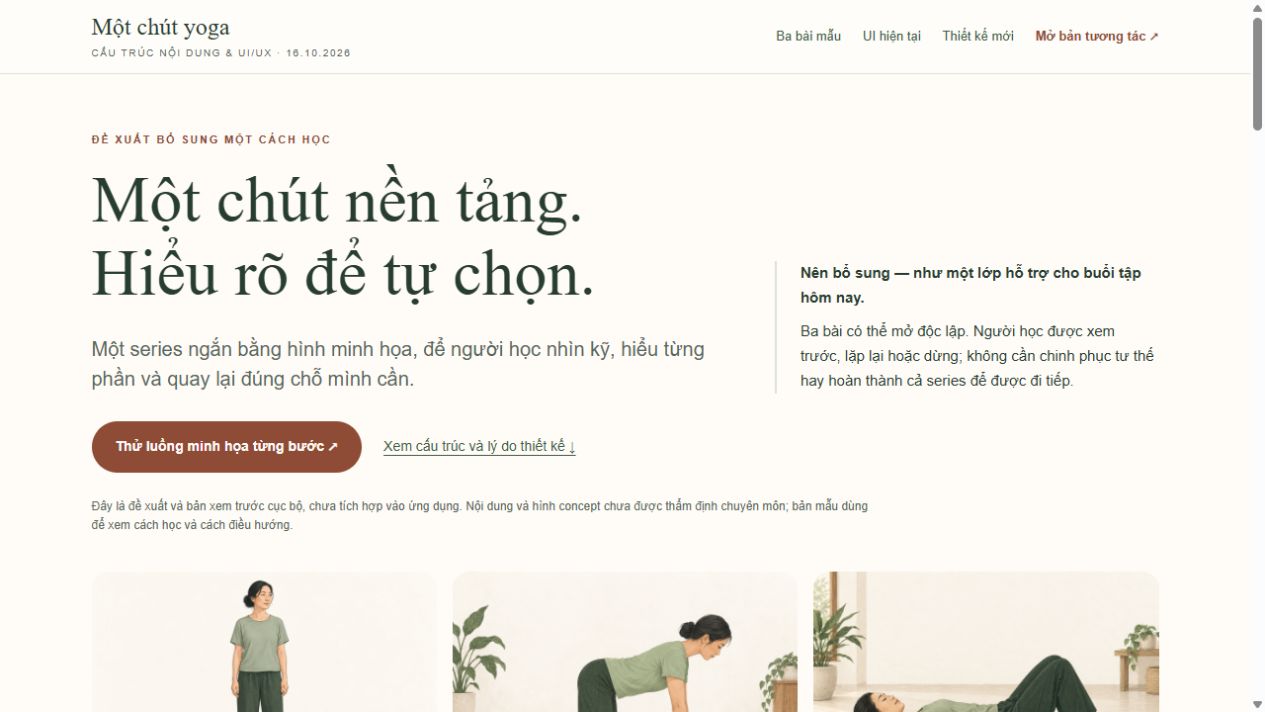 Một chút yoga
CẤU TRÚC NỘI DUNG & UI/UX · 16.10.2026
Ba bài mẫu
UI hiện tại
Thiết kế mới
Mở bản tương tác ↗
ĐỀ XUẤT BỔ SUNG MỘT CÁCH HỌC
Một chút nền tảng.
Hiểu rõ để tự chọn.
Một series ngắn bằng hình minh họa, để người học nhìn kỹ, hiểu từng
phần và quay lại đúng chỗ mình cần.
Nên bổ sung — như một lớp hỗ trợ cho buổi tập
hôm nay.
Ba bài có thể mở độc lập. Người học được xem
trước, lặp lại hoặc dừng; không cần chinh phục tư thế
hay hoàn thành cả series để được đi tiếp.
Thử luồng minh họa từng bước ↗
Xem cấu trúc và lý do thiết kế ↓
Đây là đề xuất và bản xem trước cục bộ, chưa tích hợp vào ứng dụng. Nội dung và hình concept chưa được thẩm định chuyên môn; bản mẫu dùng
để xem cách học và cách điều hướng.